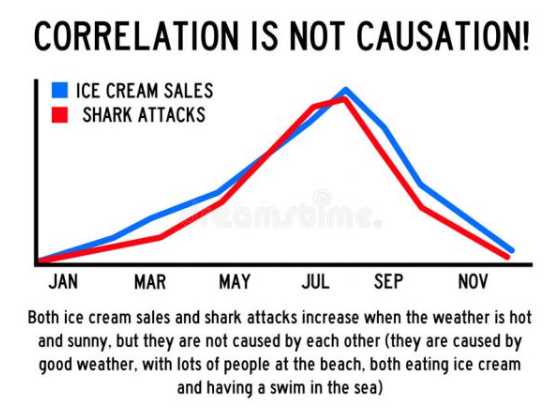 CORRELATION IS NOT CAUSATION!
ICE CREAM SALES
SHARK ATTACKS
dreamstime.
JAN MAR MAY JUL SEP NOV
Both ice cream sales and shark attacks increase when the weather is hot
and sunny, but they are not caused by each other (they are caused by
good weather, with lots of people at the beach, both eating ice cream
and having a swim in the sea)